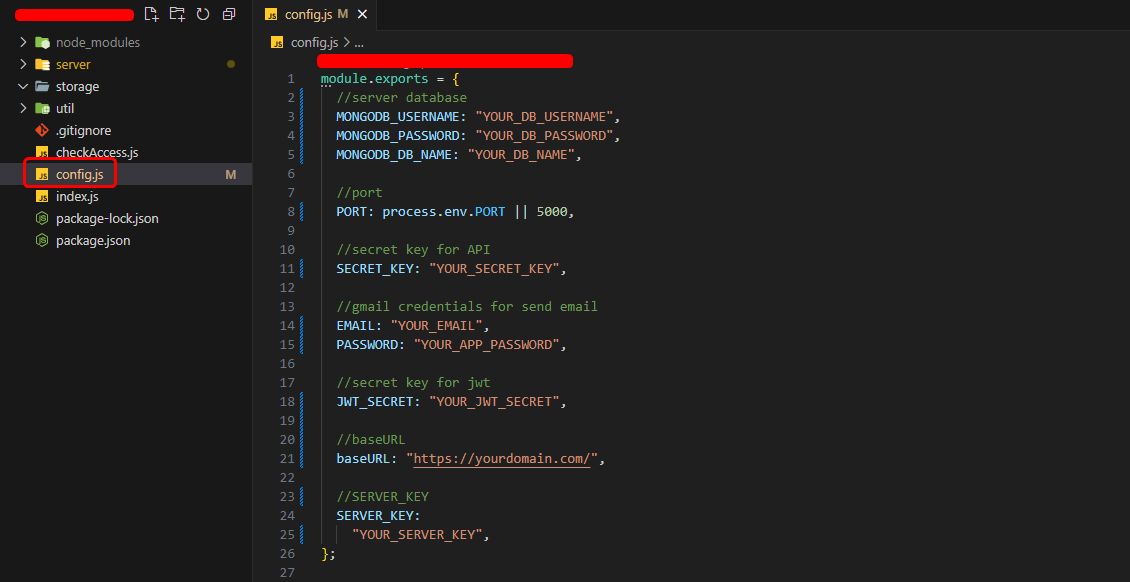 node_modules
server
storage
util
.gitignore
checkAccess.js
config.js M
index.js
package-lock.json
package.json
config.js M
config.js > ...
1 module.exports = {
2 //server database
3 MONGODB_USERNAME: "YOUR_DB_USERNAME",
4 MONGODB_PASSWORD: "YOUR_DB_PASSWORD",
5 MONGODB_DB_NAME: "YOUR_DB_NAME",
6
7 //port
8 PORT: process.env.PORT || 5000,
9
10 //secret key for API
11 SECRET_KEY: "YOUR_SECRET_KEY",
12
13 //gmail credentials for send email
14 EMAIL: "YOUR_EMAIL",
15 PASSWORD: "YOUR_APP_PASSWORD",
16
17 //secret key for jwt
18 JWT_SECRET: "YOUR_JWT_SECRET",
19
20 //baseURL
21 baseURL: "https://yourdomain.com/",
22
23 //SERVER_KEY
24 SERVER_KEY:
25 "YOUR_SERVER_KEY",
26 };
27